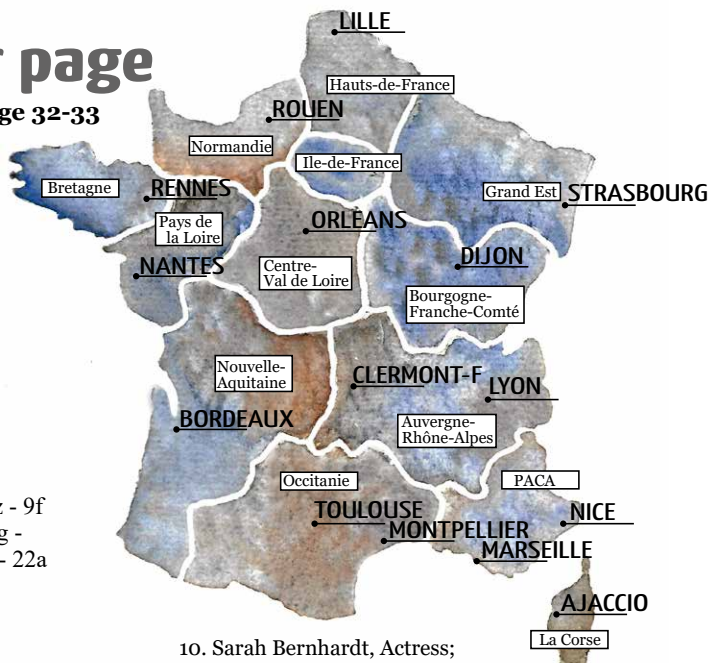 LILLE
r page
Hauts-de-France
ge 32-33
ROUEN
Normandie
Ile-de-France
Bretagne
RENNES
Grand Est
STRASBOURG
Pays de
la Loire
ORLEANS
NANTES
DIJON
Centre-
Val de Loire
Bourgogne-
Franche-Comté
Nouvelle-
Aquitaine
CLERMONT-F
LYON
BORDEAUX
Auvergne-
Rhône-Alpes
Occitanie
PACA
z - 9f
TOULOUSE
NICE
g -
MONTPELLIER
MARSEILLE
- 22a
AJACCIO
La Corse
10. Sarah Bernhardt, Actress;